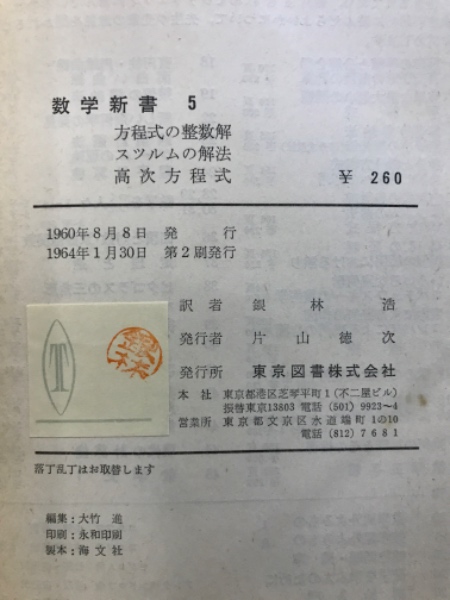 数学新書 5
方程式の整数解
スツルムの解法
高次方程式 ¥260
1960年8月8日 発行
1964年1月30日 第2刷発行
訳者 銀林浩
発行者 片山徳次
発行所 東京図書株式会社
本社 東京都港区芝琴平町1(不二屋ビル)
振替東京13803 電話(501)9923~4
営業所 東京都文京区水道端町1の10
電話(812)7681
T
落丁乱丁はお取替します
編集:大竹進
印刷:永和印刷
製本:海文社